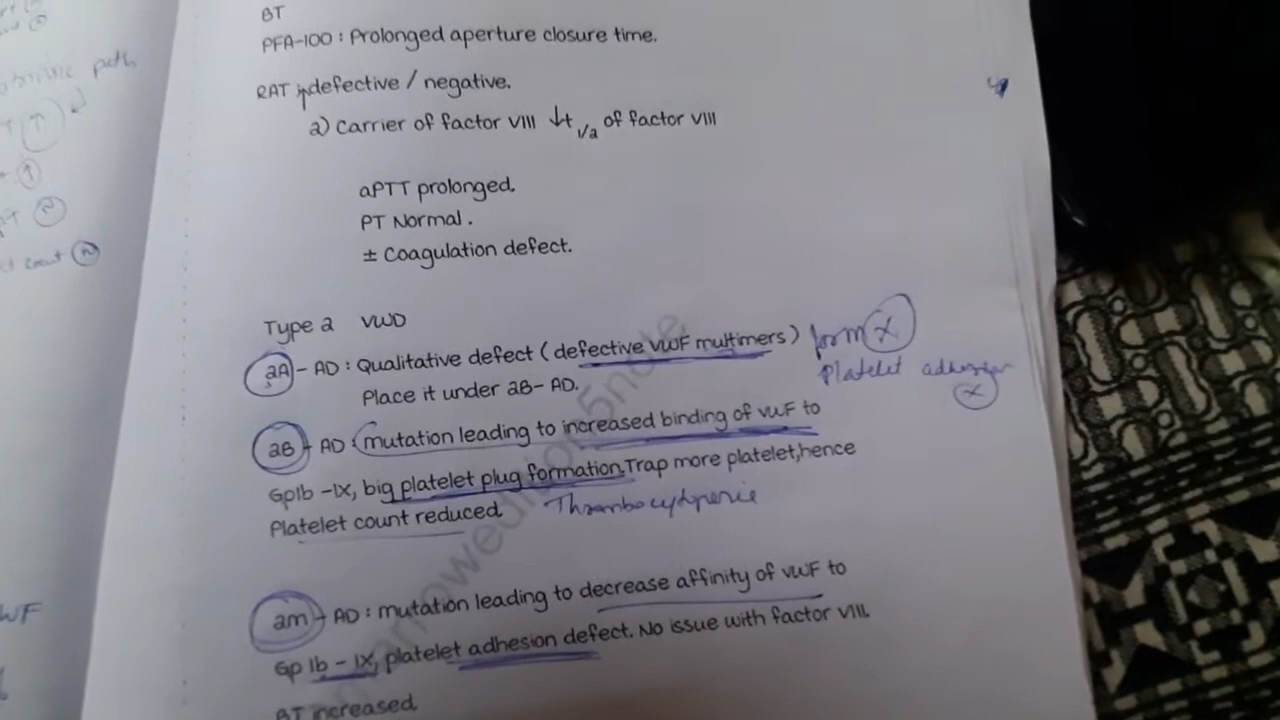 BT
PFA-100 : Prolonged aperture closure time.
RAT defective / negative.
2) Carrier of factor VIII ↓ t 1/2 of factor VIII
aPTT prolonged.
PT Normal.
± Coagulation defect.
Type 2 VWD
2A - AD : Qualitative defect (defective VWF multimers) form X
Place it under 2B- AD. Platelet adhesion X
2B - AD : mutation leading to increased binding of VWF to
Gp1b -IX, big platelet plug formation. Trap more platelet, hence
Platelet count reduced. Thrombocytopenia
2m - AD : mutation leading to decrease affinity of VWF to
Gp 1b - IX, platelet adhesion defect. No issue with factor VIII.
BT increased
WF